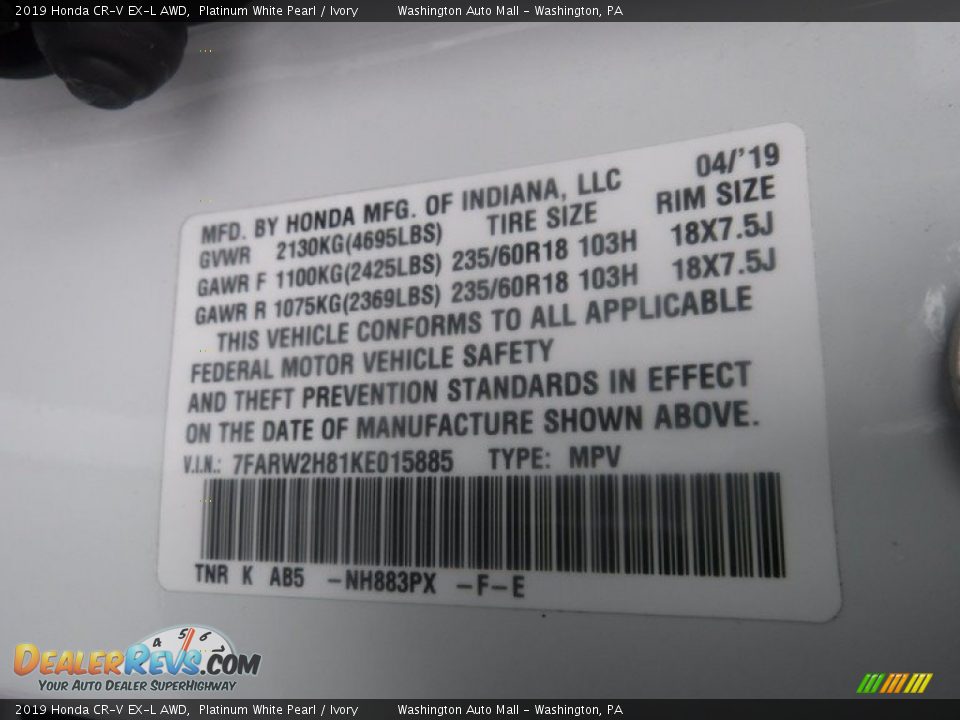 2019 Honda CR-V EX-L AWD, Platinum White Pearl / Ivory Washington Auto Mall - Washington, PA
04/'19
MFD. BY HONDA MFG. OF INDIANA, LLC
GVWR 2130KG(4695LBS) TIRE SIZE RIM SIZE
GAWR F 1100KG(2425LBS) 235/60R18 103H 18X7.5J
GAWR R 1075KG(2369LBS) 235/60R18 103H 18X7.5J
THIS VEHICLE CONFORMS TO ALL APPLICABLE
FEDERAL MOTOR VEHICLE SAFETY
AND THEFT PREVENTION STANDARDS IN EFFECT
ON THE DATE OF MANUFACTURE SHOWN ABOVE.
V.I.N.: 7FARW2H81KE015885 TYPE: MPV
TNR K AB5 -NH883PX -F-E
4 5 6
DEALERREVS.COM
YOUR AUTO DEALER SUPERHIGHWAY
2019 Honda CR-V EX-L AWD, Platinum White Pearl / Ivory Washington Auto Mall - Washington, PA